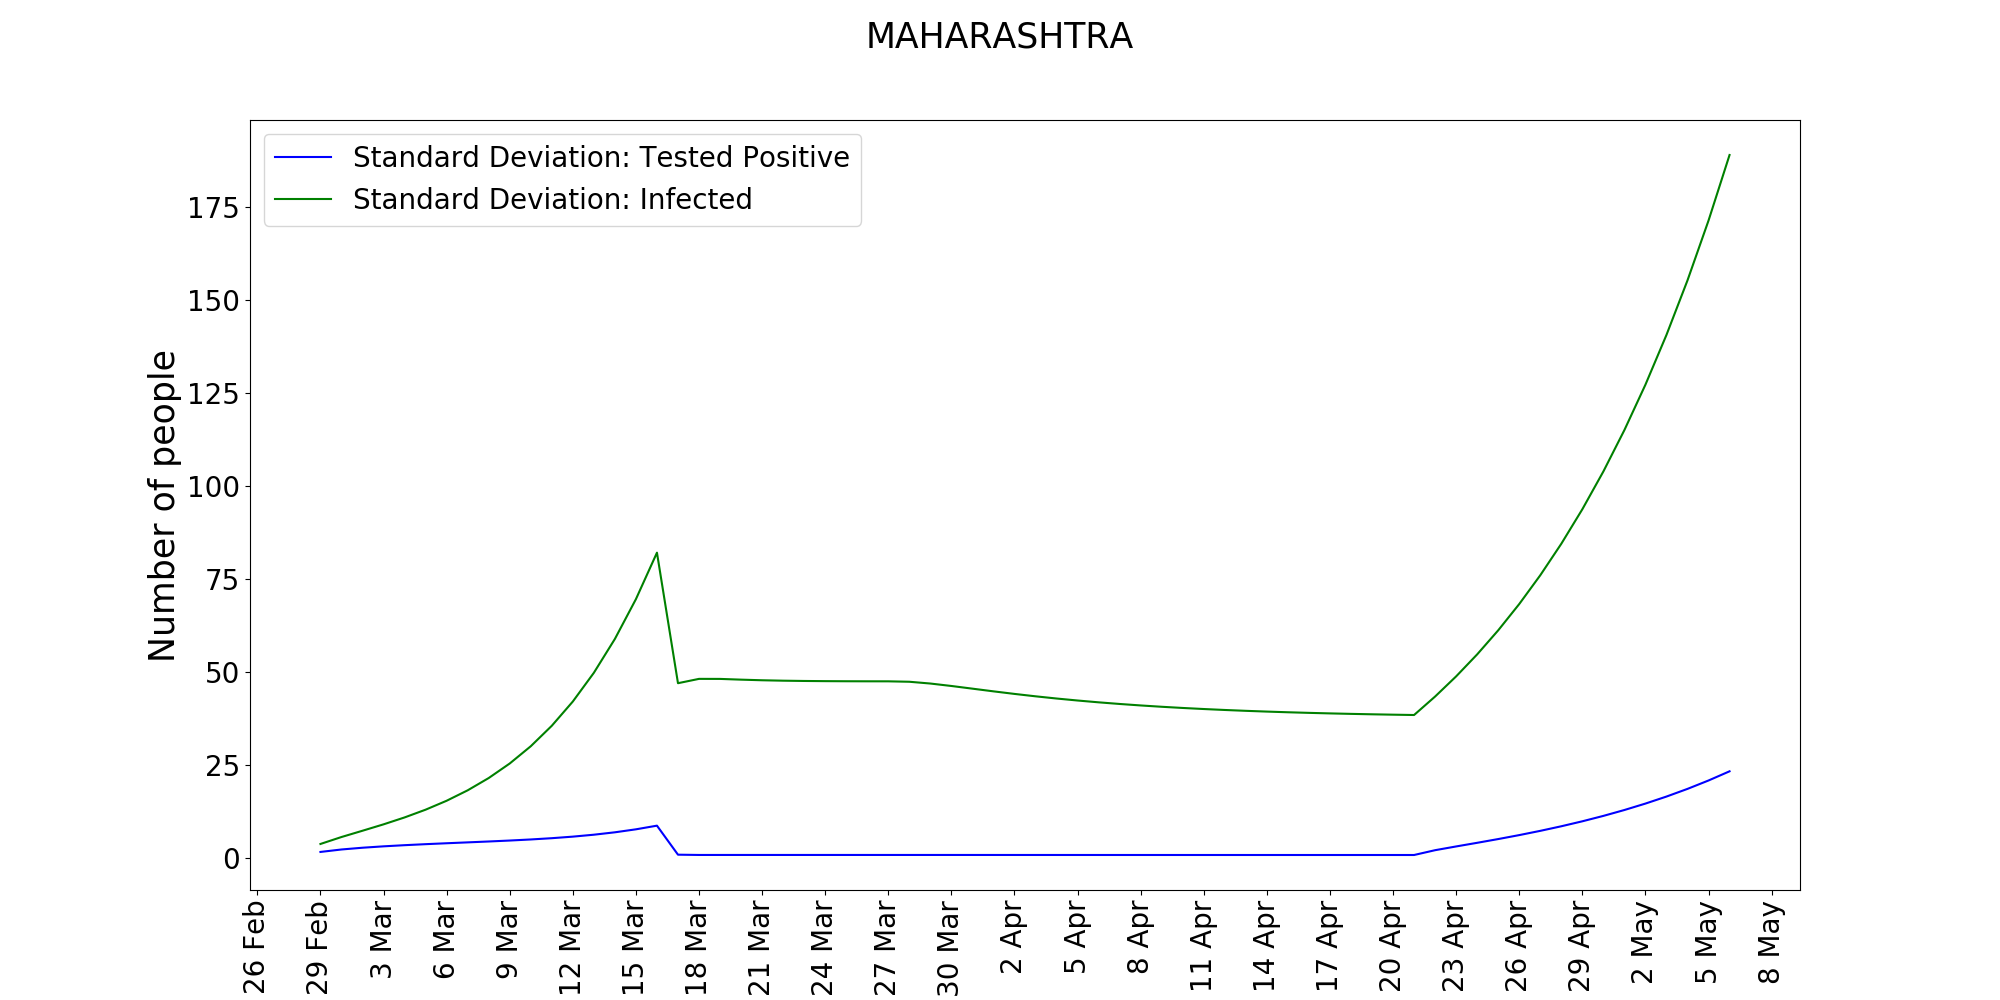 MAHARASHTRA
Standard Deviation: Tested Positive
Standard Deviation: Infected
Number of people
175
150
125
100
75
50
25
0
26 Feb
29 Feb
3 Mar
6 Mar
9 Mar
12 Mar
15 Mar
18 Mar
21 Mar
24 Mar
27 Mar
30 Mar
2 Apr
5 Apr
8 Apr
11 Apr
14 Apr
17 Apr
20 Apr
23 Apr
26 Apr
29 Apr
2 May
5 May
8 May